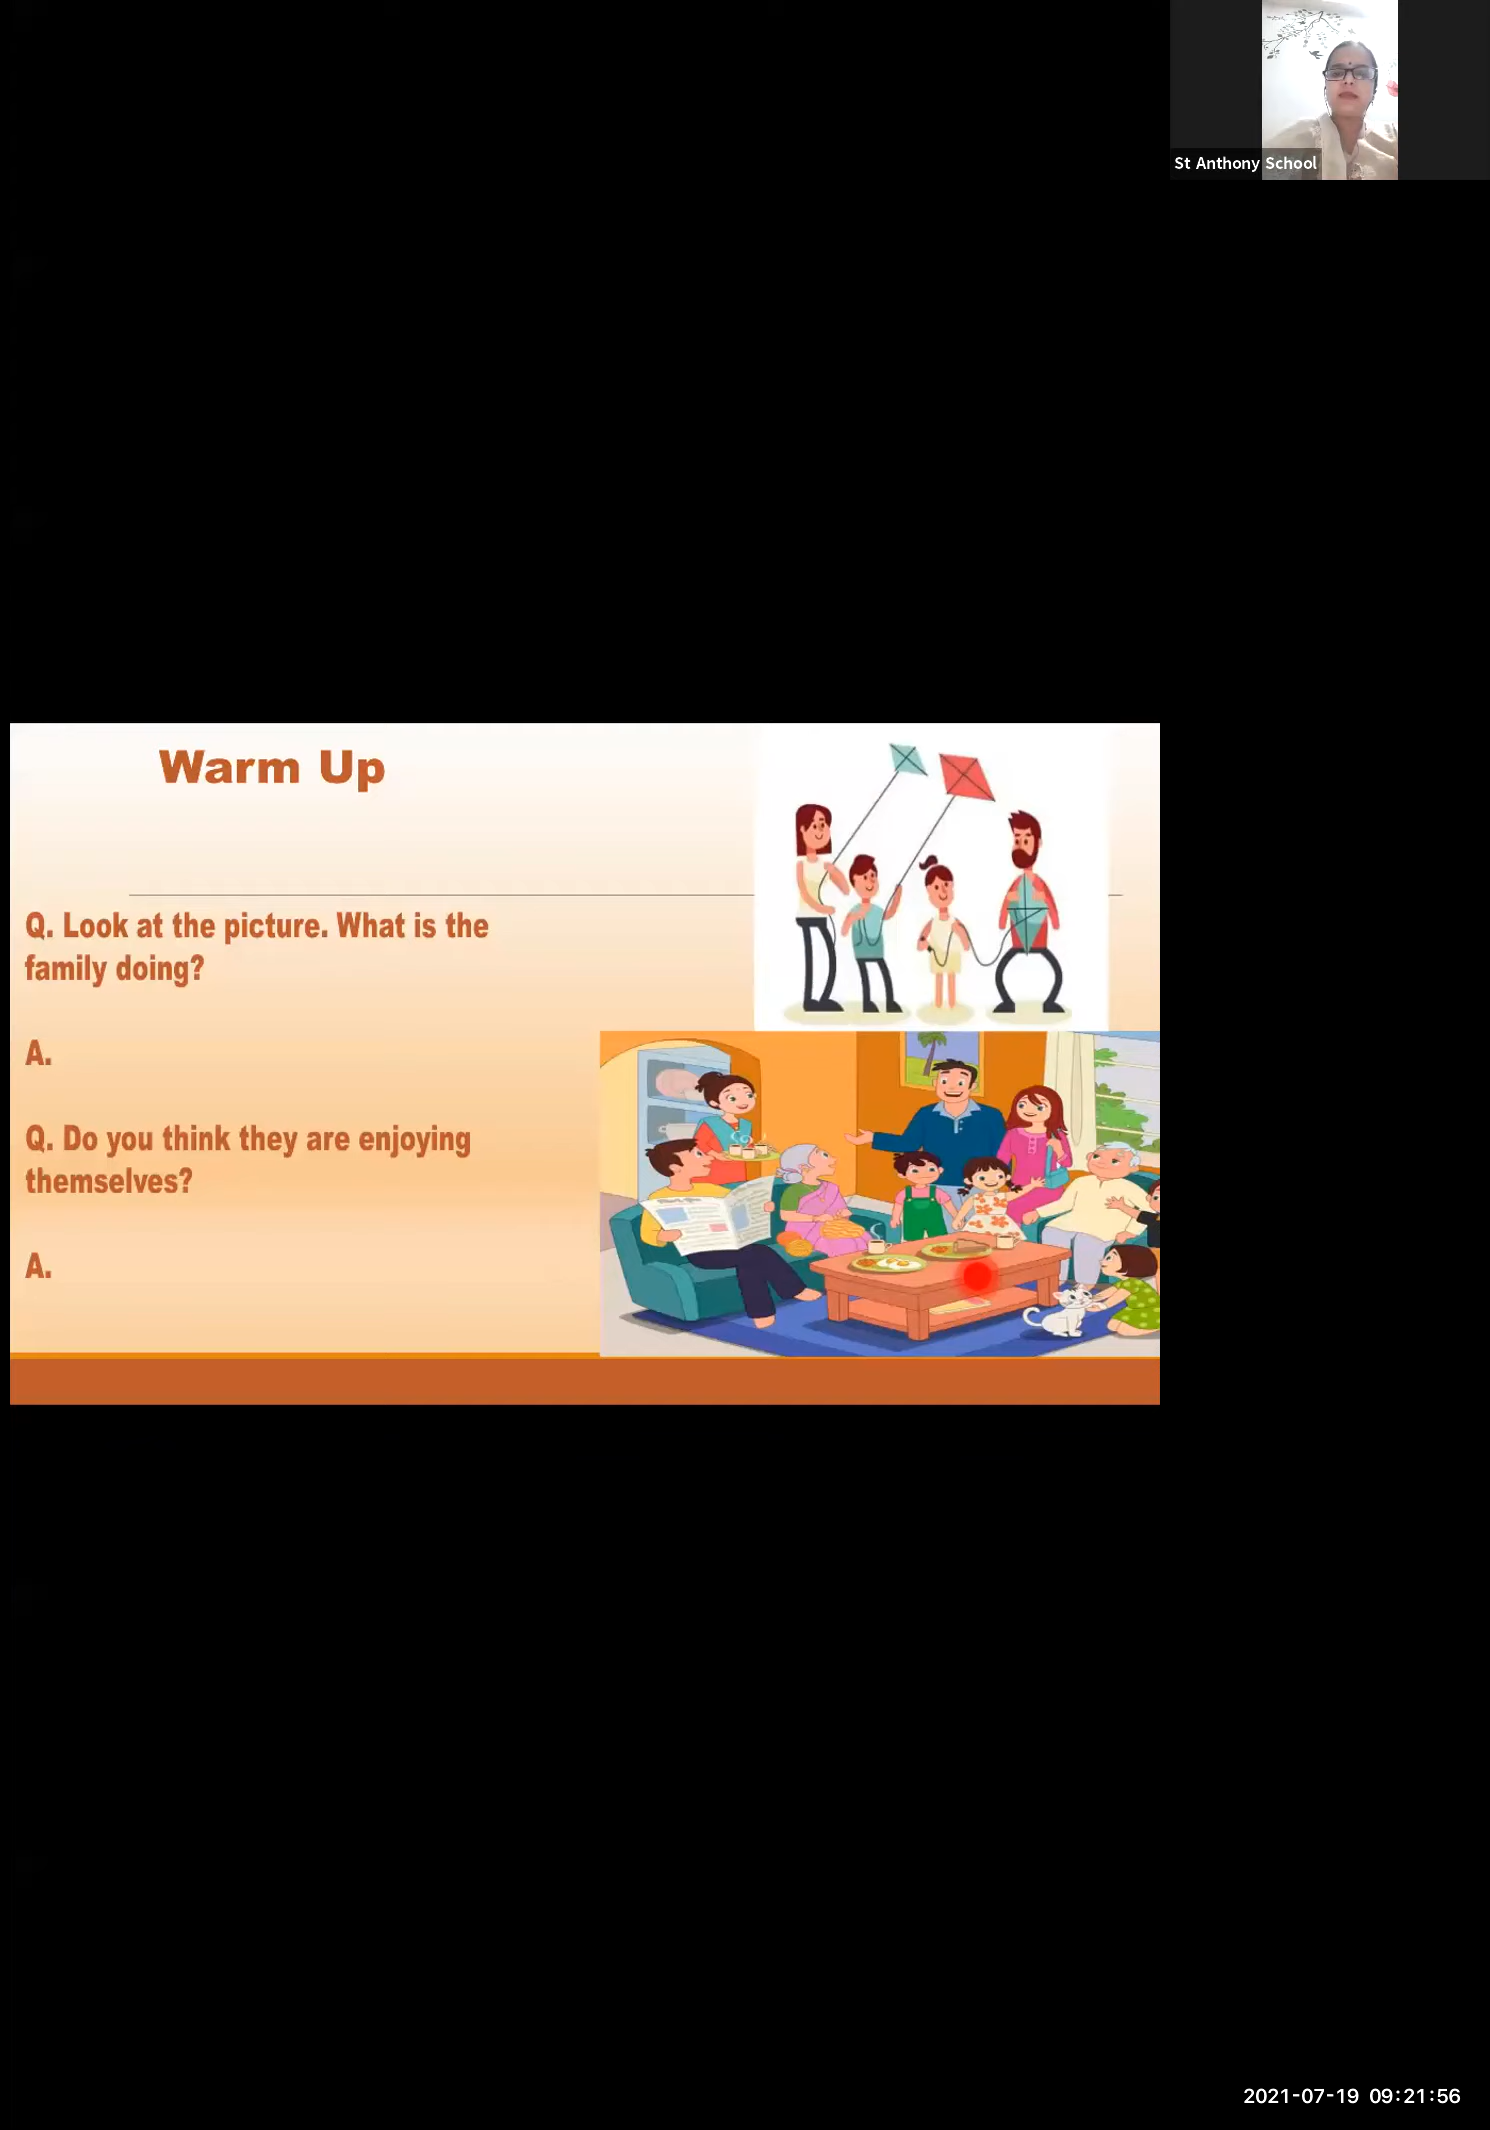 St Anthony School
Warm Up
Q. Look at the picture. What is the
family doing?
A.
Q. Do you think they are enjoying
themselves?
A.
2021-07-19 09:21:56